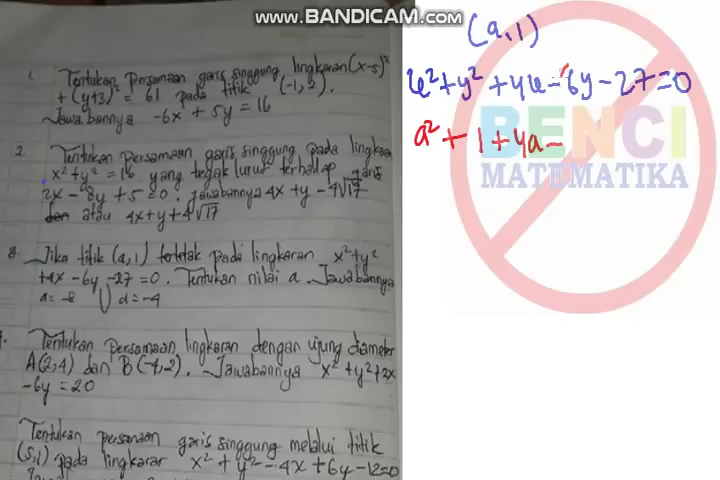 WWW.BANDICAM.COM
1. Tentukan persamaan garis singgung lingkaran (x-5)²
+ (y+3)² = 61 pada titik (-1,2).
Jawabannya -6x + 5y = 16
2. Tentukan persamaan garis singgung pada lingkaran
x² + y² = 16 yang tegak lurus terhadap garis
2x - 8y + 5 = 0. Jawabannya 4x + y - 4√17
dan atau 4x + y + 4√17
3. Jika titik (a,1) terletak pada lingkaran x² + y²
+4x - 6y - 27 = 0. Tentukan nilai a. Jawabannya
a = -8 U a = -4
Tentukan persamaan lingkaran dengan ujung diameter
A(2,4) dan B(-4,2). Jawabannya x² + y² + 2x
-6y = 20
Tentukan persamaan garis singgung melalui titik
(5,1) pada lingkaran x² + y² - 4x + 6y - 12 = 0
(a,1)
x² + y² + 4x - 6y - 27 = 0
a² + 1 + 4a -
BENCI
MATEMATIKA